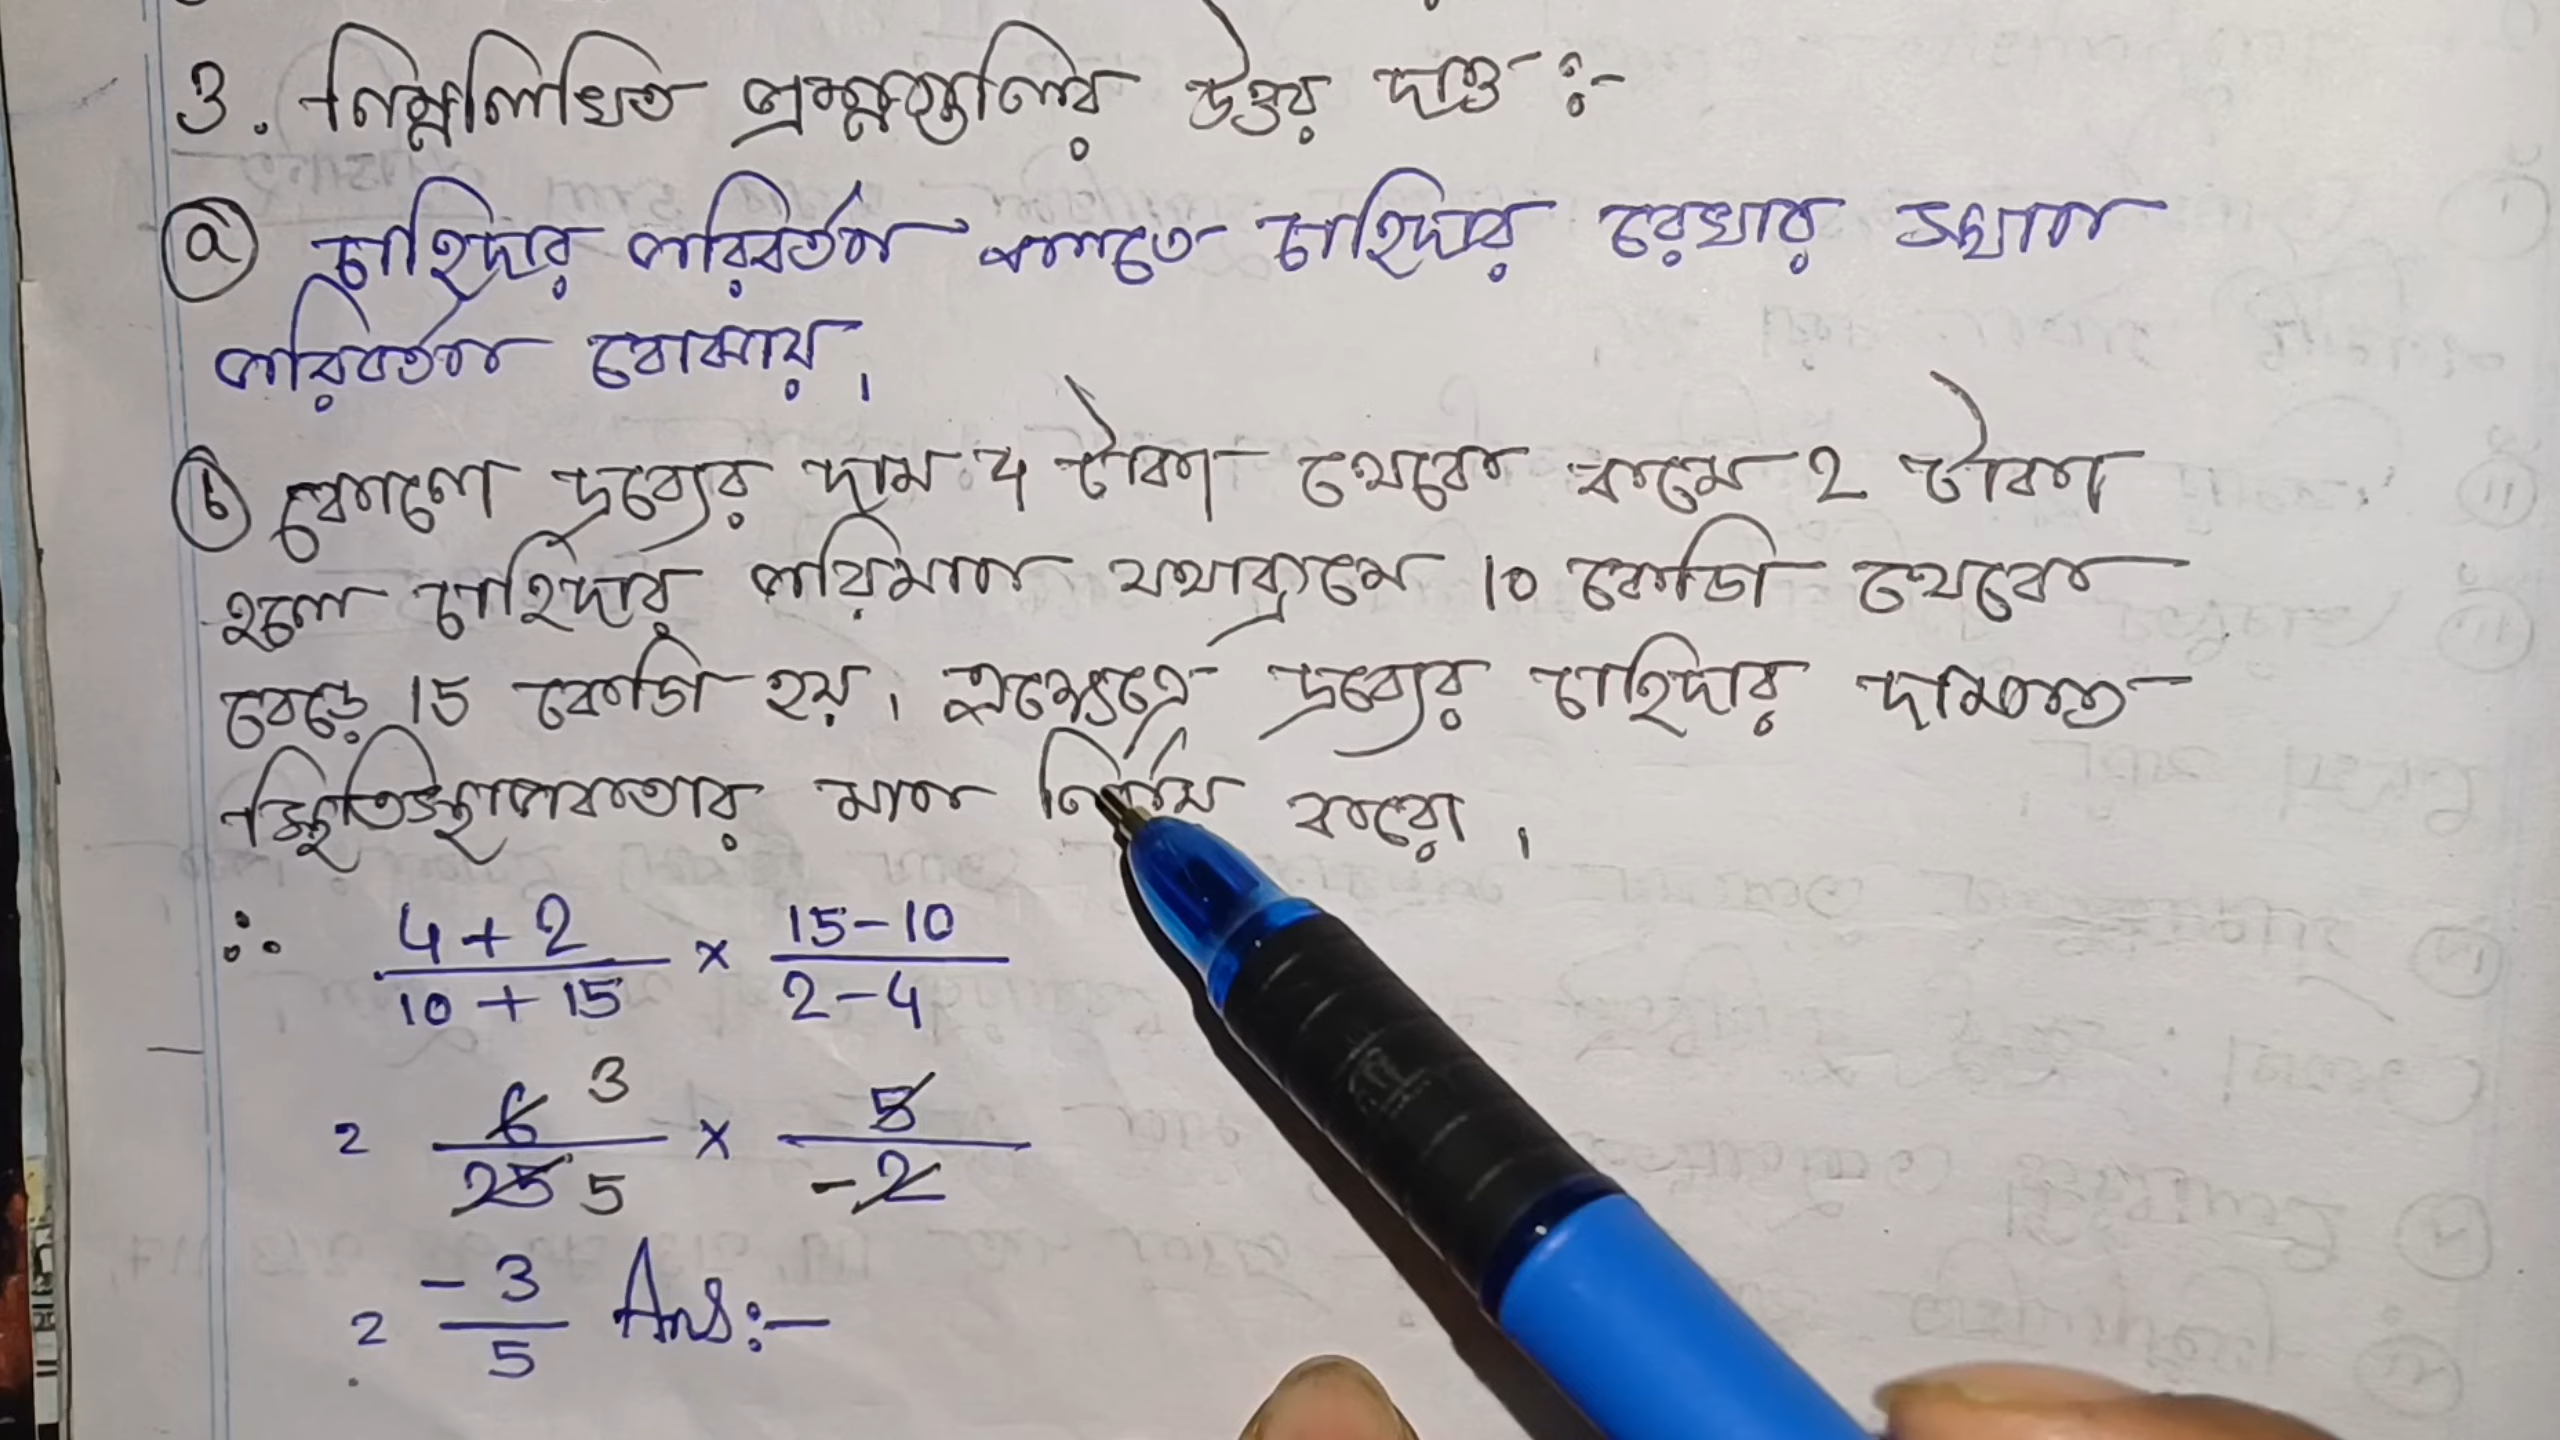 3. নিম্নলিখিত প্রশ্নগুলির উত্তর দাও :-
ⓐ চাহিদার পরিবর্তন বলতে চাহিদার রেখার স্থান
পরিবর্তন বোঝায়।
ⓑ কোনো দ্রব্যের দাম 4 টাকা থেকে কমে 2 টাকা
হলে চাহিদার পরিমান যথাক্রমে 10 কেজি থেকে
বেড়ে 15 কেজি হয়। এক্ষেত্রে দ্রব্যের চাহিদার দামগত
স্থিতিস্থাপকতার মান নির্ণয় করো।
∴ 4+2 / 10+15 × 15-10 / 2-4
= 6 3 / 25 5 × 5 / -2
= -3 / 5 Ans:-